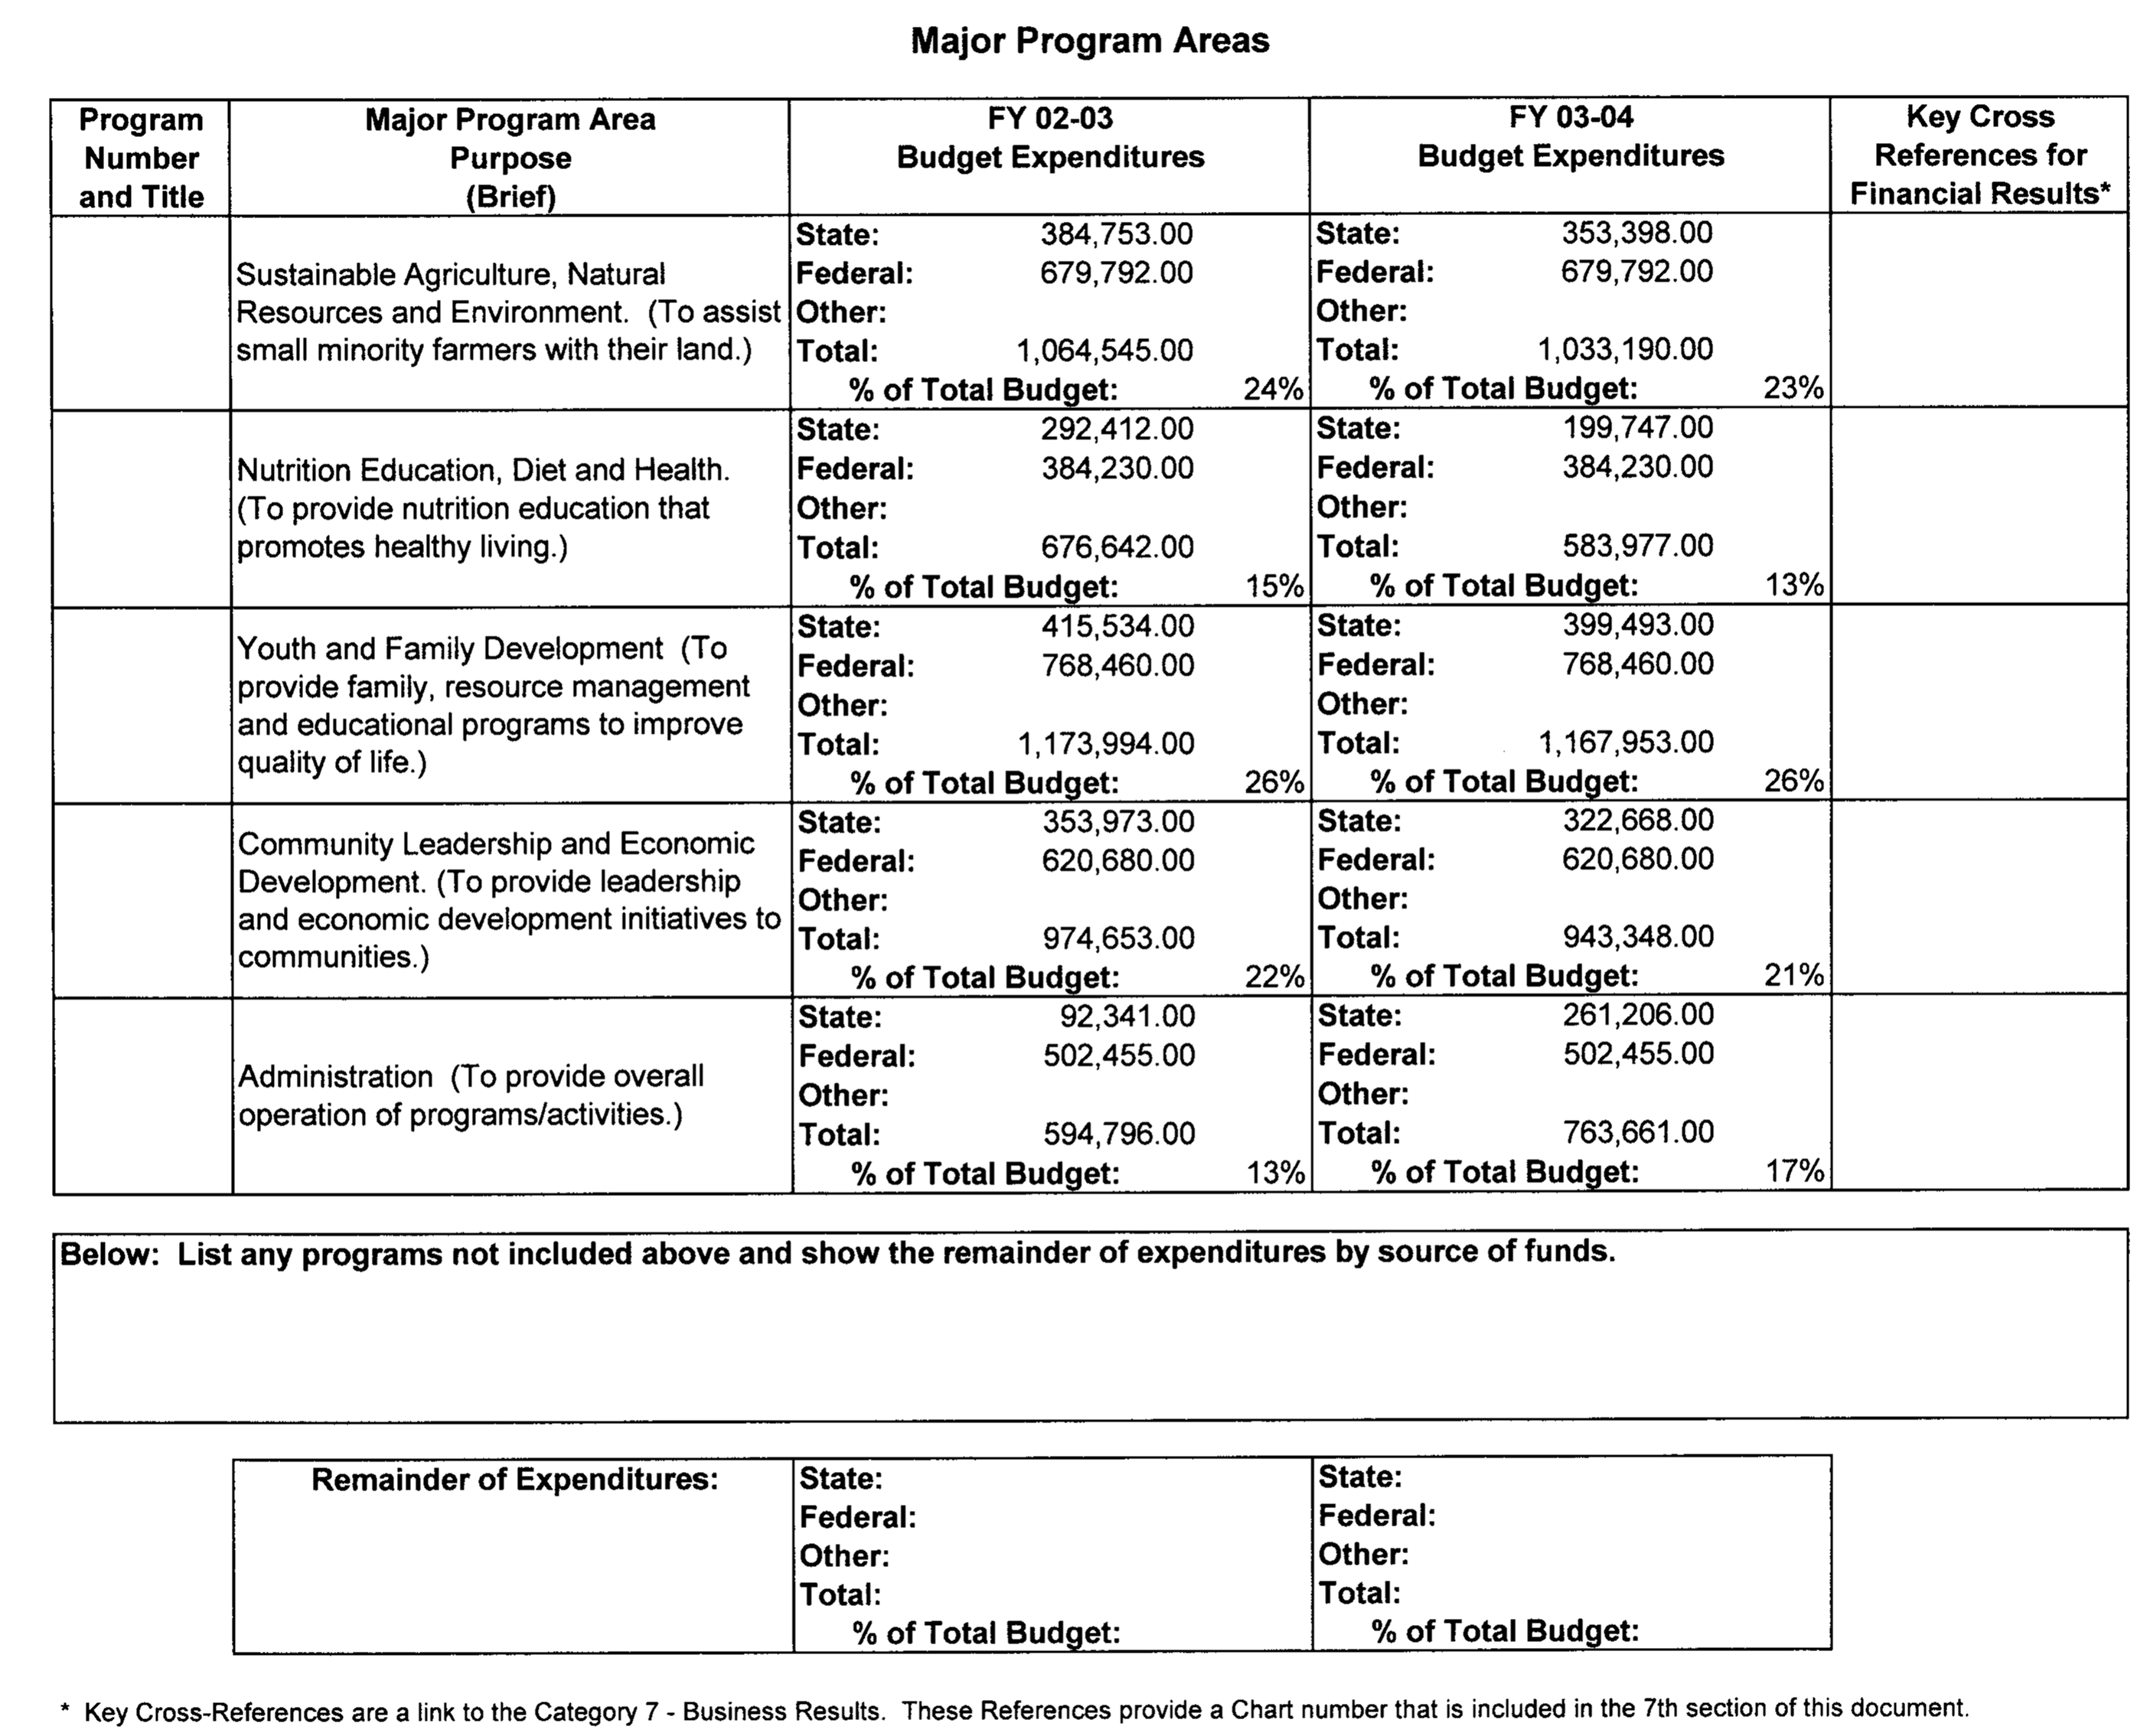 Major Program Areas
Program Number and Title
Major Program Area Purpose (Brief)
FY 02-03 Budget Expenditures
FY 03-04 Budget Expenditures
Key Cross References for Financial Results*
Sustainable Agriculture, Natural
Resources and Environment. (To assist
small minority farmers with their land.)
State: 384,753.00
Federal: 679,792.00
Other:
Total: 1,064,545.00
% of Total Budget: 24%
State: 353,398.00
Federal: 679,792.00
Other:
Total: 1,033,190.00
% of Total Budget: 23%
Nutrition Education, Diet and Health.
(To provide nutrition education that
promotes healthy living.)
State: 292,412.00
Federal: 384,230.00
Other:
Total: 676,642.00
% of Total Budget: 15%
State: 199,747.00
Federal: 384,230.00
Other:
Total: 583,977.00
% of Total Budget: 13%
Youth and Family Development (To
provide family, resource management
and educational programs to improve
quality of life.)
State: 415,534.00
Federal: 768,460.00
Other:
Total: 1,173,994.00
% of Total Budget: 26%
State: 399,493.00
Federal: 768,460.00
Other:
Total: 1,167,953.00
% of Total Budget: 26%
Community Leadership and Economic
Development. (To provide leadership
and economic development initiatives to
communities.)
State: 353,973.00
Federal: 620,680.00
Other:
Total: 974,653.00
% of Total Budget: 22%
State: 322,668.00
Federal: 620,680.00
Other:
Total: 943,348.00
% of Total Budget: 21%
Administration (To provide overall
operation of programs/activities.)
State: 92,341.00
Federal: 502,455.00
Other:
Total: 594,796.00
% of Total Budget: 13%
State: 261,206.00
Federal: 502,455.00
Other:
Total: 763,661.00
% of Total Budget: 17%
Below: List any programs not included above and show the remainder of expenditures by source of funds.
Remainder of Expenditures:
State:
Federal:
Other:
Total:
% of Total Budget:
State:
Federal:
Other:
Total:
% of Total Budget:
* Key Cross-References are a link to the Category 7 - Business Results. These References provide a Chart number that is included in the 7th section of this document.